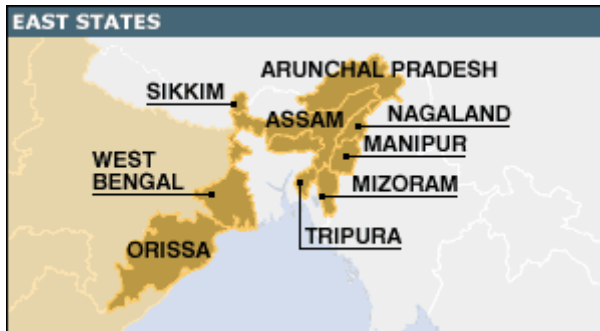 EAST STATES
ARUNCHAL PRADESH
SIKKIM
ASSAM
NAGALAND
MANIPUR
WEST
BENGAL
MIZORAM
TRIPURA
ORISSA